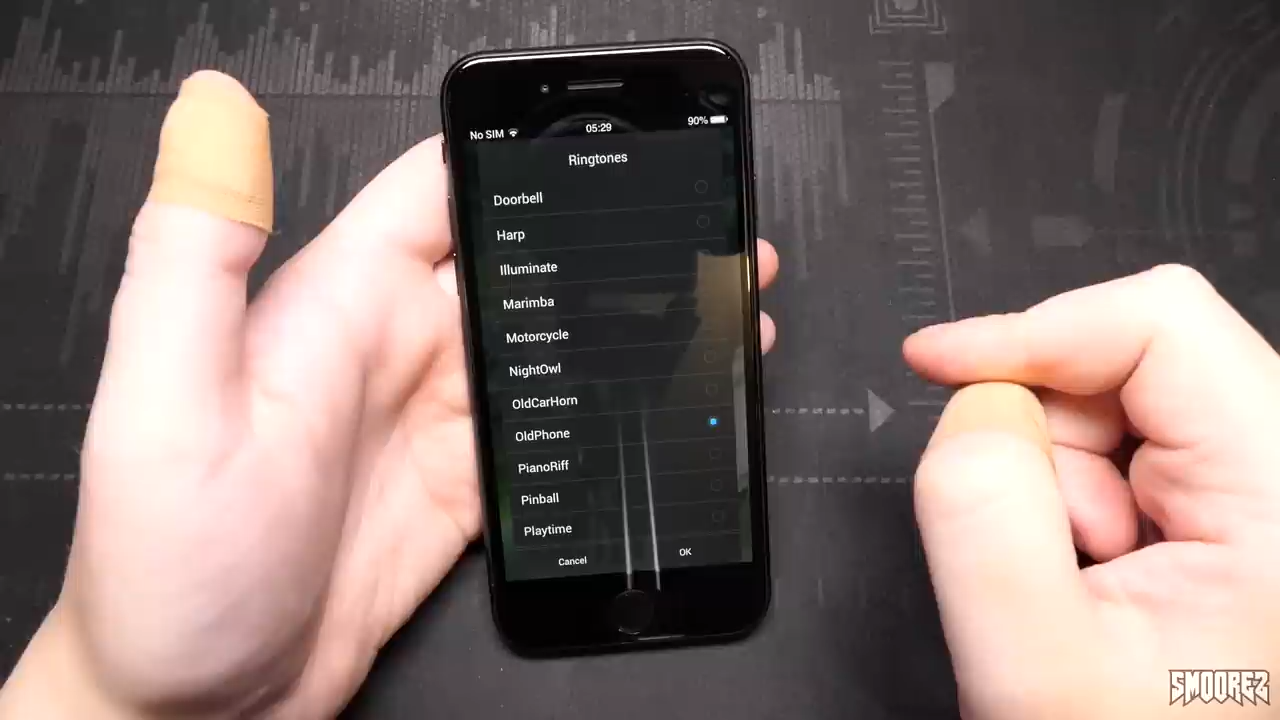 No SIM 05:29 90%
Ringtones
Doorbell
Harp
Illuminate
Marimba
Motorcycle
NightOwl
OldCarHorn
OldPhone
PianoRiff
Pinball
Playtime
Cancel OK
SMOOREZ